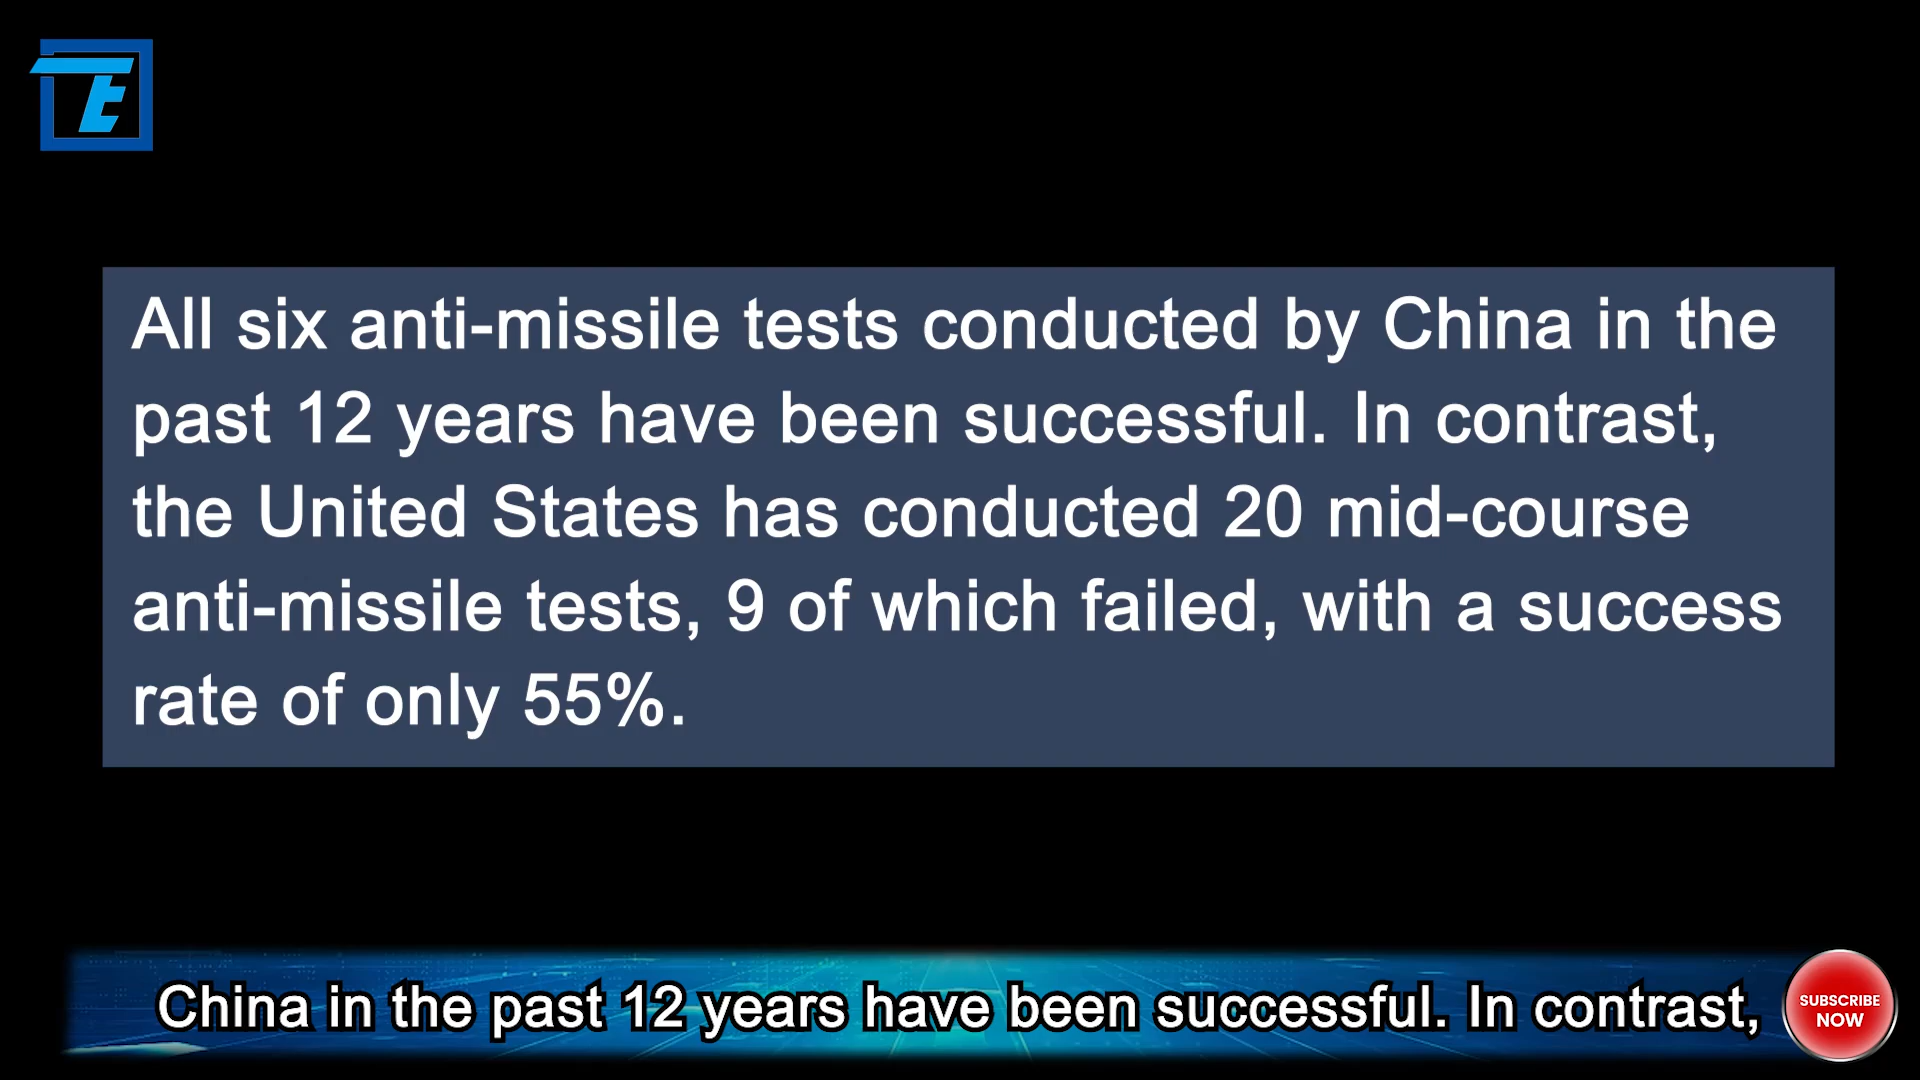 TE
All six anti-missile tests conducted by China in the
past 12 years have been successful. In contrast,
the United States has conducted 20 mid-course
anti-missile tests, 9 of which failed, with a success
rate of only 55%.
China in the past 12 years have been successful. In contrast,
SUBSCRIBE
NOW